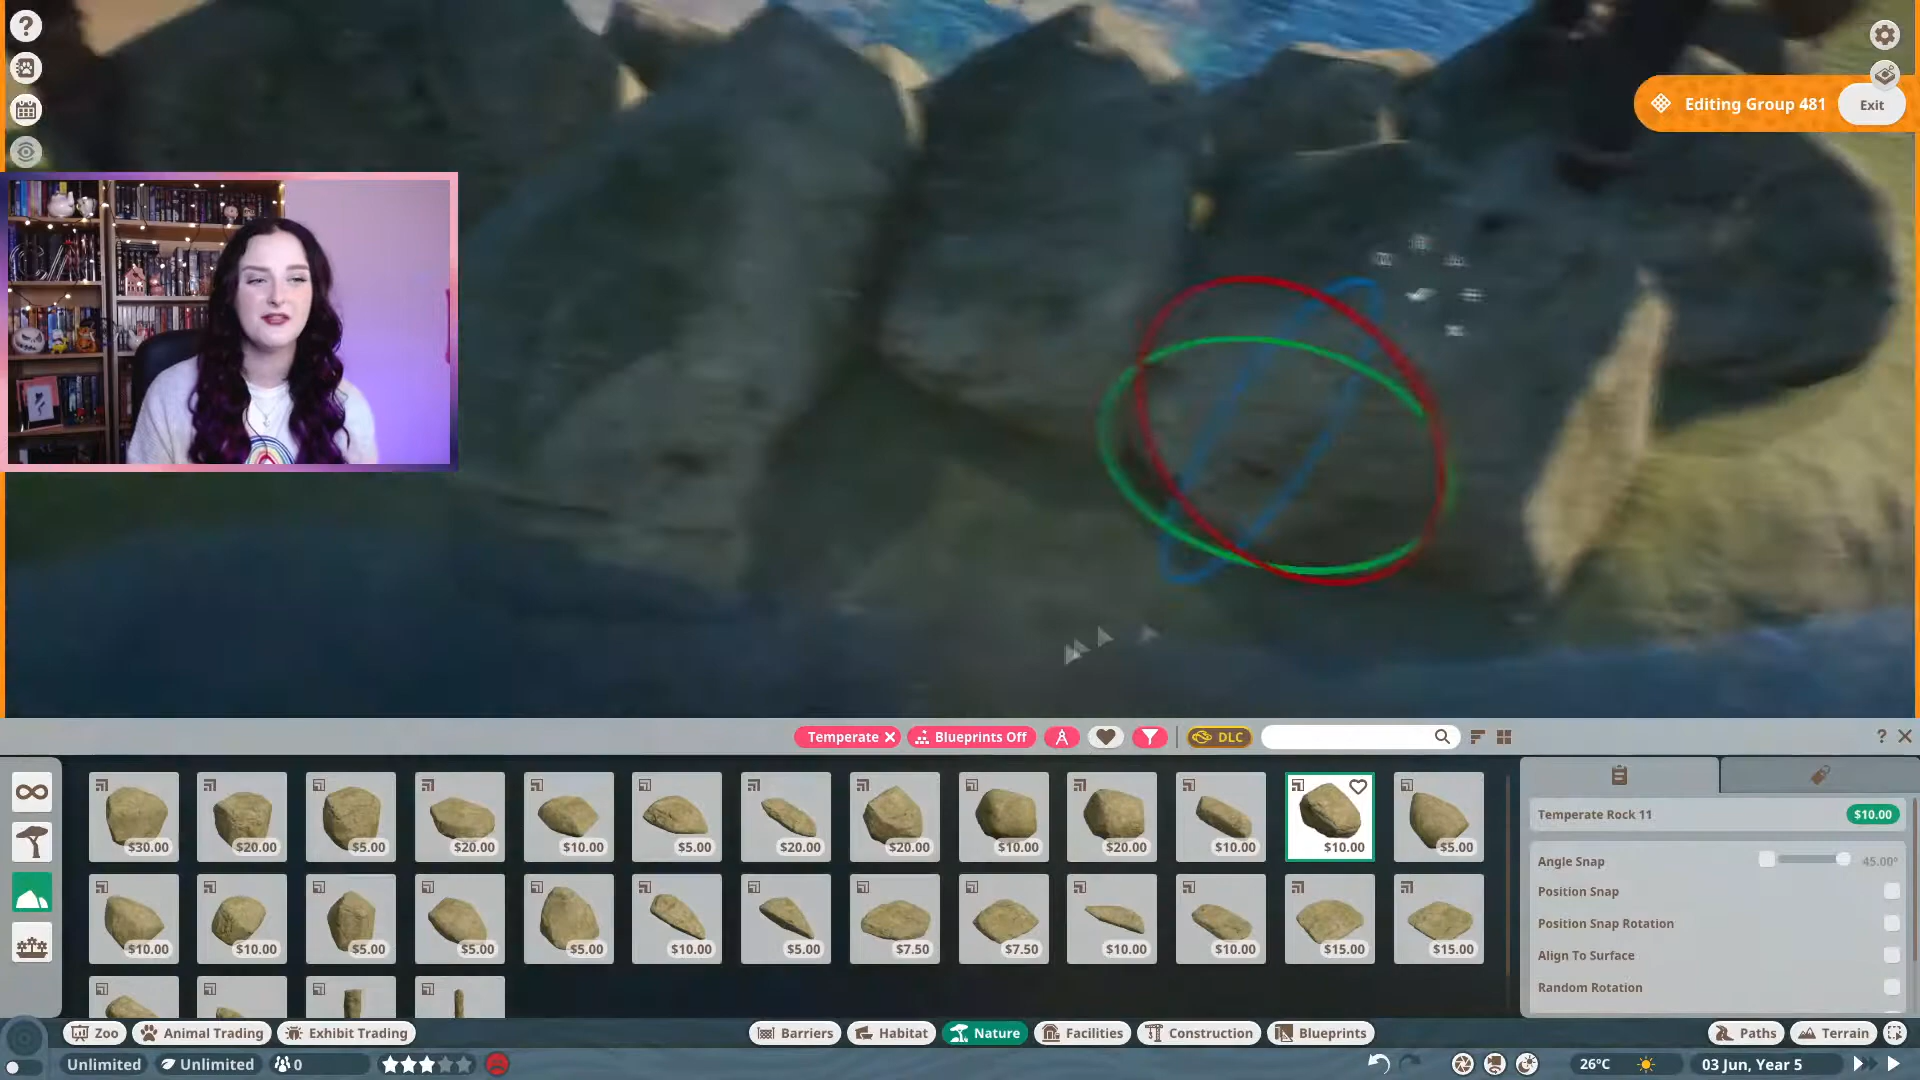 ?
Editing Group 481
Exit
Temperate
Blueprints Off
DLC
?
$30.00
$20.00
$5.00
$20.00
$10.00
$5.00
$20.00
$20.00
$10.00
$20.00
$10.00
$10.00
$5.00
$10.00
$10.00
$5.00
$5.00
$5.00
$10.00
$5.00
$7.50
$7.50
$10.00
$10.00
$15.00
$15.00
Temperate Rock 11
$10.00
Angle Snap
45.00°
Position Snap
Position Snap Rotation
Align To Surface
Random Rotation
Zoo
Animal Trading
Exhibit Trading
Barriers
Habitat
Nature
Facilities
Construction
Blueprints
Paths
Terrain
Unlimited
Unlimited
0
26°C
03 Jun, Year 5